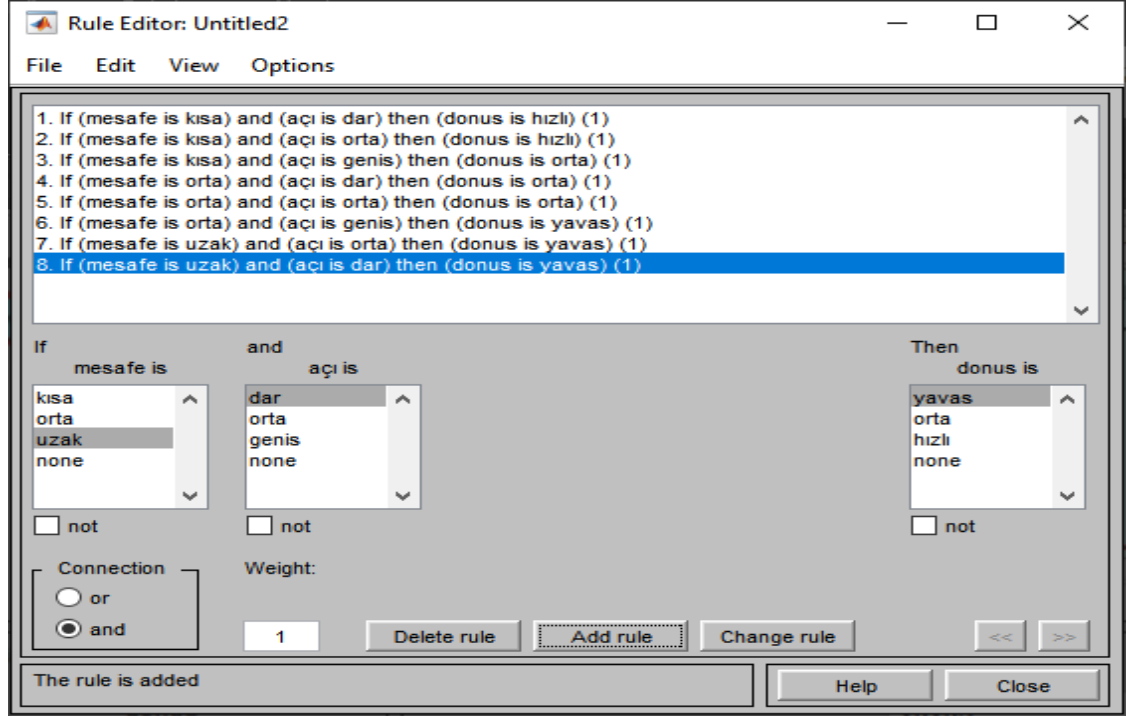 Rule Editor: Untitled2
File Edit View Options
1. If (mesafe is kısa) and (açı is dar) then (donus is hızlı) (1)
2. If (mesafe is kısa) and (açı is orta) then (donus is hızlı) (1)
3. If (mesafe is kısa) and (açı is genis) then (donus is orta) (1)
4. If (mesafe is orta) and (açı is dar) then (donus is orta) (1)
5. If (mesafe is orta) and (açı is orta) then (donus is orta) (1)
6. If (mesafe is orta) and (açı is genis) then (donus is yavas) (1)
7. If (mesafe is uzak) and (açı is orta) then (donus is yavas) (1)
8. If (mesafe is uzak) and (açı is dar) then (donus is yavas) (1)
If and Then
mesafe is açı is donus is
kısa dar yavas
orta orta orta
uzak genis hızlı
none none none
not not not
Connection Weight:
or
and 1 Delete rule Add rule Change rule << >>
The rule is added Help Close